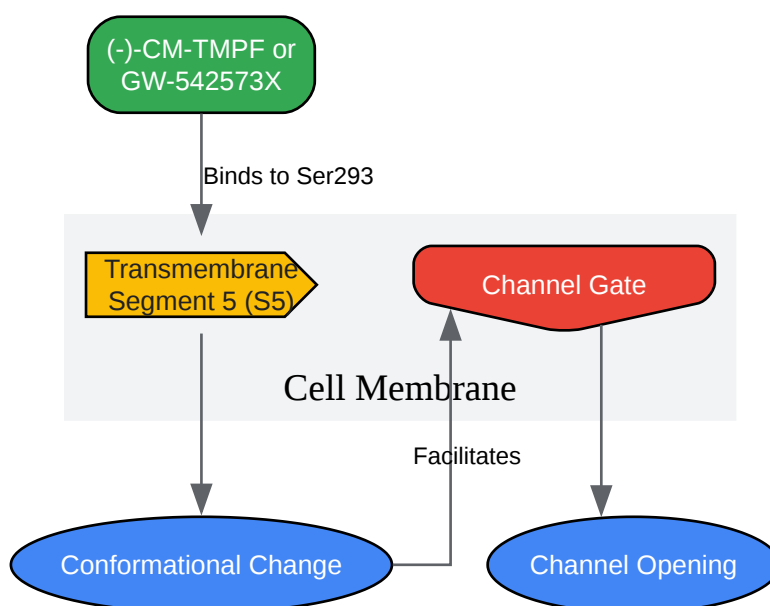 (-)-CM-TMPF or
GW-542573X
Binds to Ser293
Transmembrane
Segment 5 (S5)
Channel Gate
Cell Membrane
Facilitates
Conformational Change
Channel Opening